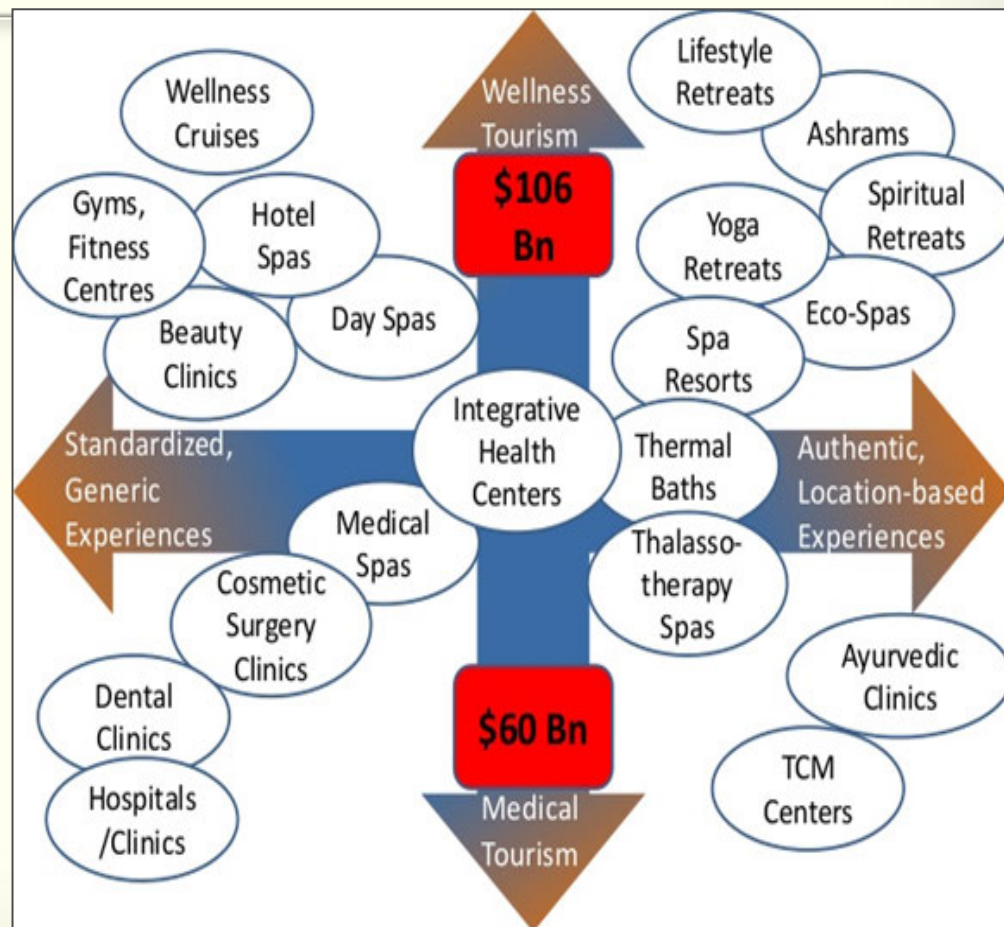 Wellness
Cruises
Gyms,
Fitness
Centres
Hotel
Spas
Beauty
Clinics
Day Spas
Wellness
Tourism
$106
Bn
Lifestyle
Retreats
Ashrams
Spiritual
Retreats
Yoga
Retreats
Eco-Spas
Spa
Resorts
Standardized,
Generic
Experiences
Integrative
Health
Centers
Thermal
Baths
Authentic,
Location-based
Experiences
Medical
Spas
Cosmetic
Surgery
Clinics
Dental
Clinics
Hospitals
/Clinics
Thalasso-
therapy
Spas
Ayurvedic
Clinics
TCM
Centers
$60 Bn
Medical
Tourism